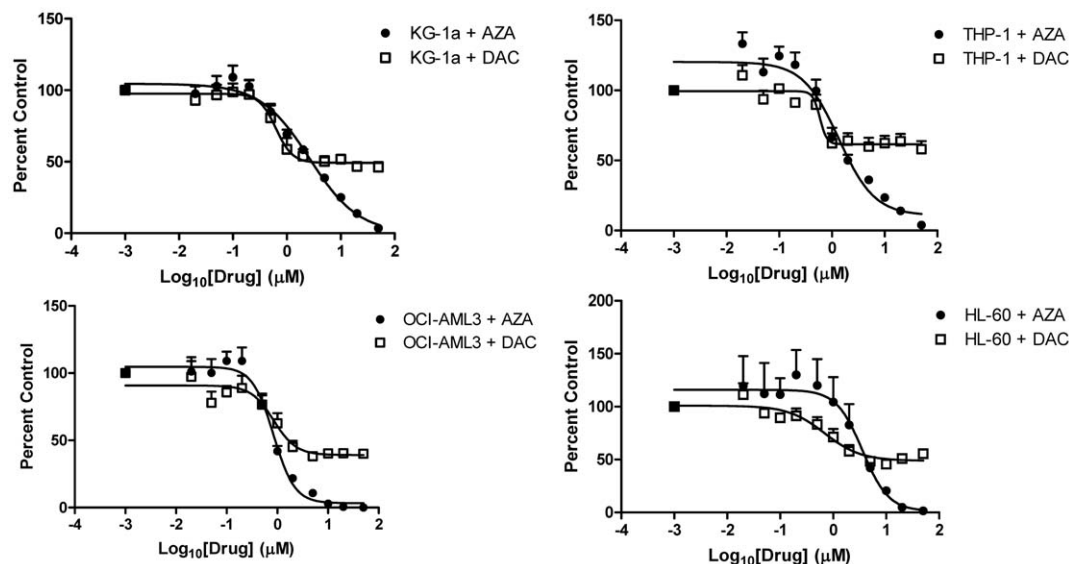 KG-1a + AZA
KG-1a + DAC
Percent Control
150
100
50
0
-4 -3 -2 -1 0 1 2
Log10[Drug] (μM)
THP-1 + AZA
THP-1 + DAC
Percent Control
150
100
50
0
-4 -3 -2 -1 0 1 2
Log10[Drug] (μM)
OCI-AML3 + AZA
OCI-AML3 + DAC
Percent Control
150
100
50
0
-4 -3 -2 -1 0 1 2
Log10[Drug] (μM)
HL-60 + AZA
HL-60 + DAC
Percent Control
200
150
100
50
0
-4 -3 -2 -1 0 1 2
Log10[Drug] (μM)